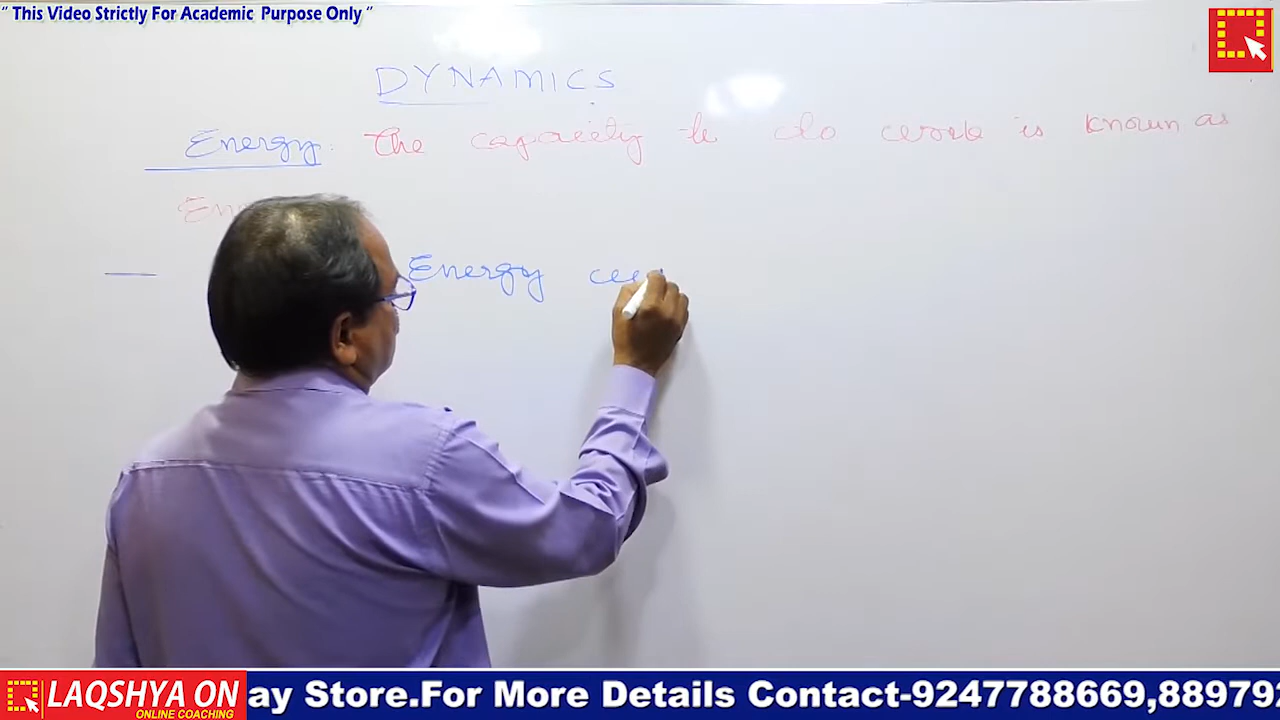 “ This Video Strictly For Academic Purpose Only ”
DYNAMICS
Energy: The capacity to do work is known as
Energy
LAQSHYA ON
ONLINE COACHING
ay Store.For More Details Contact-9247788669,889792